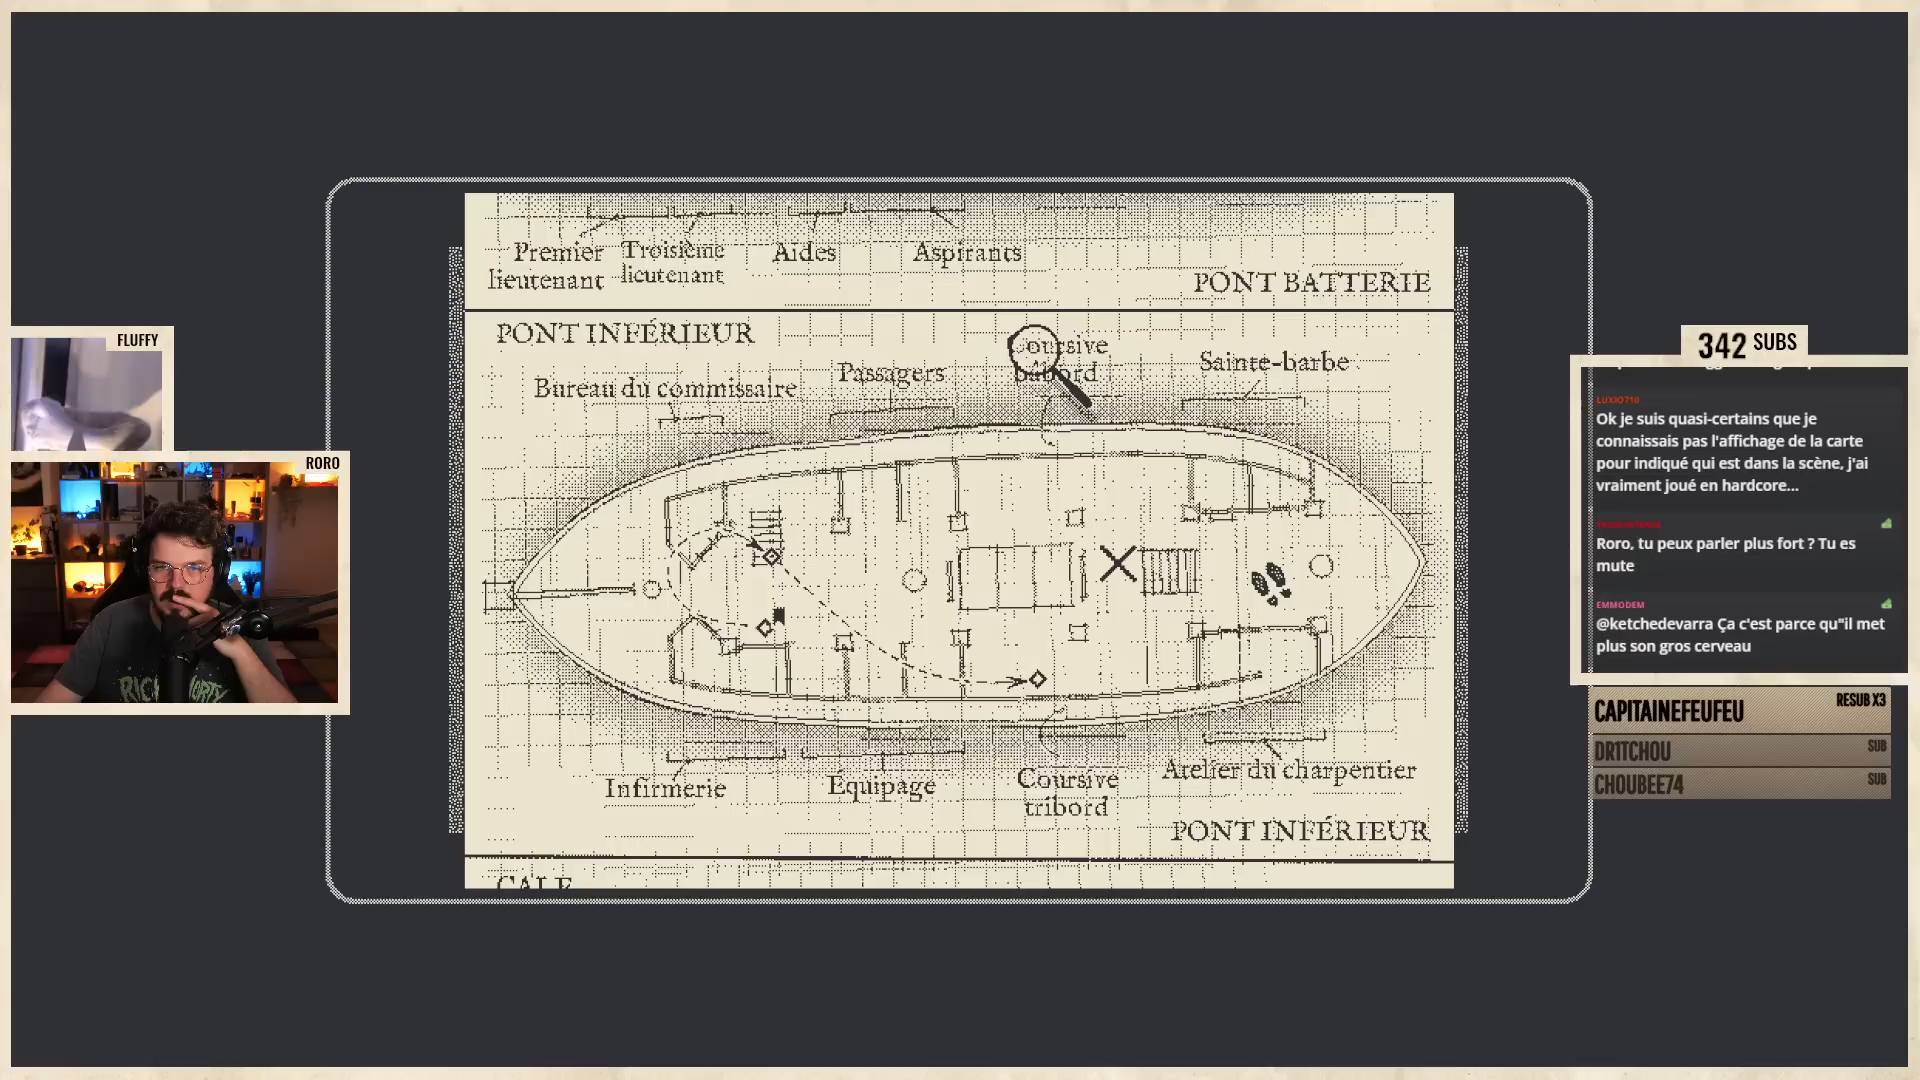 Premier
lieutenant
Troisième
lieutenant
Aides
Aspirants
PONT BATTERIE
PONT INFÉRIEUR
Bureau du commissaire
Passagers
Coursive
babord
Sainte-barbe
Infirmerie
Equipage
Coursive
tribord
Atelier du charpentier
PONT INFÉRIEUR
CALE
FLUFFY
RORO
342 SUBS
LUXIO710
Ok je suis quasi-certains que je
connaissais pas l'affichage de la carte
pour indiqué qui est dans la scène, j'ai
vraiment joué en hardcore...
Roro, tu peux parler plus fort ? Tu es
mute
EMMODEM
@ketchedevarra Ça c'est parce qu"il met
plus son gros cerveau
CAPITAINEFEUFEU RESUB X3
DR1TCHOU SUB
CHOUBEE74 SUB